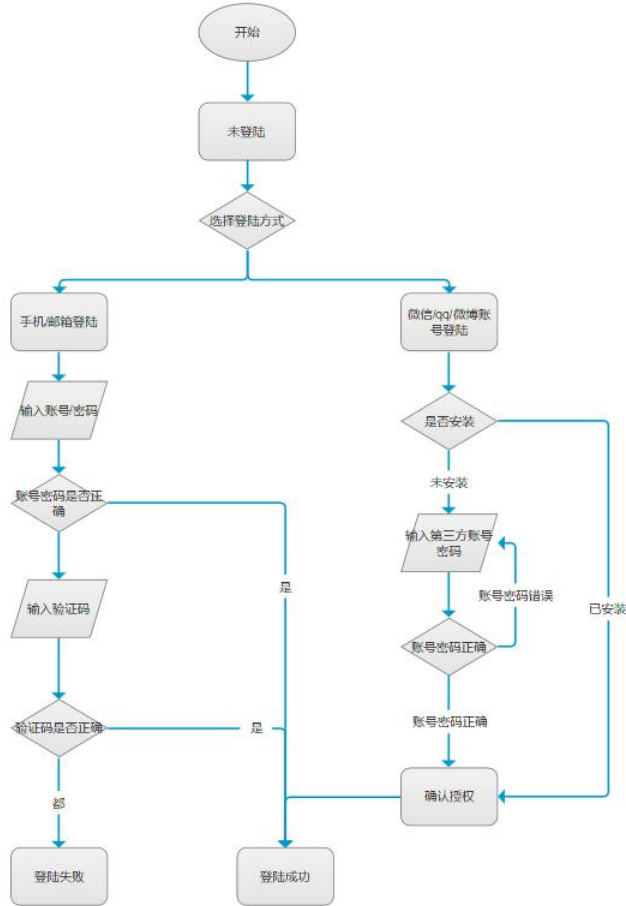 开始
未登陆
选择登陆方式
手机/邮箱登陆
微信/qq/微博账
号登陆
输入账号/密码
是否安装
未安装
账号密码是否正
确
输入第三方账号
密码
是
账号密码错误
已安装
输入验证码
账号密码正确
账号密码正确
验证码是否正确
是
确认授权
都
登陆失败
登陆成功